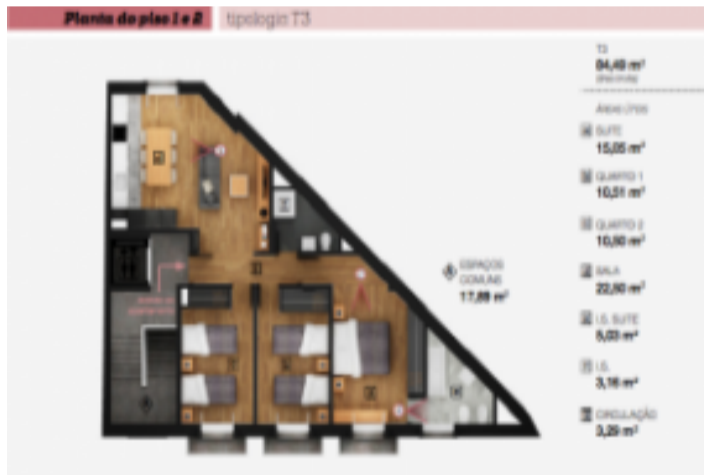 Planta do piso 1 e 2
tipologia T3
T3
84,49 m²
Áreas Úteis
SUITE
15,05 m²
QUARTO 1
10,51 m²
QUARTO 2
10,50 m²
SALA
22,50 m²
I.S. SUITE
5,03 m²
I.S.
3,16 m²
CIRCULAÇÃO
3,29 m²
ESPAÇOS
COMUNS
17,89 m²